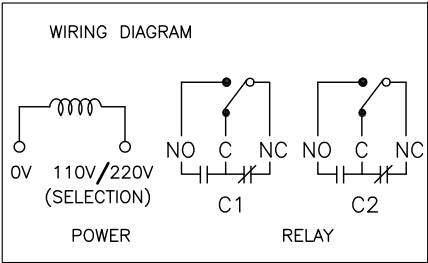 WIRING DIAGRAM
NO C NC NO C NC
0V 110V/220V
(SELECTION)
C1 C2
POWER RELAY